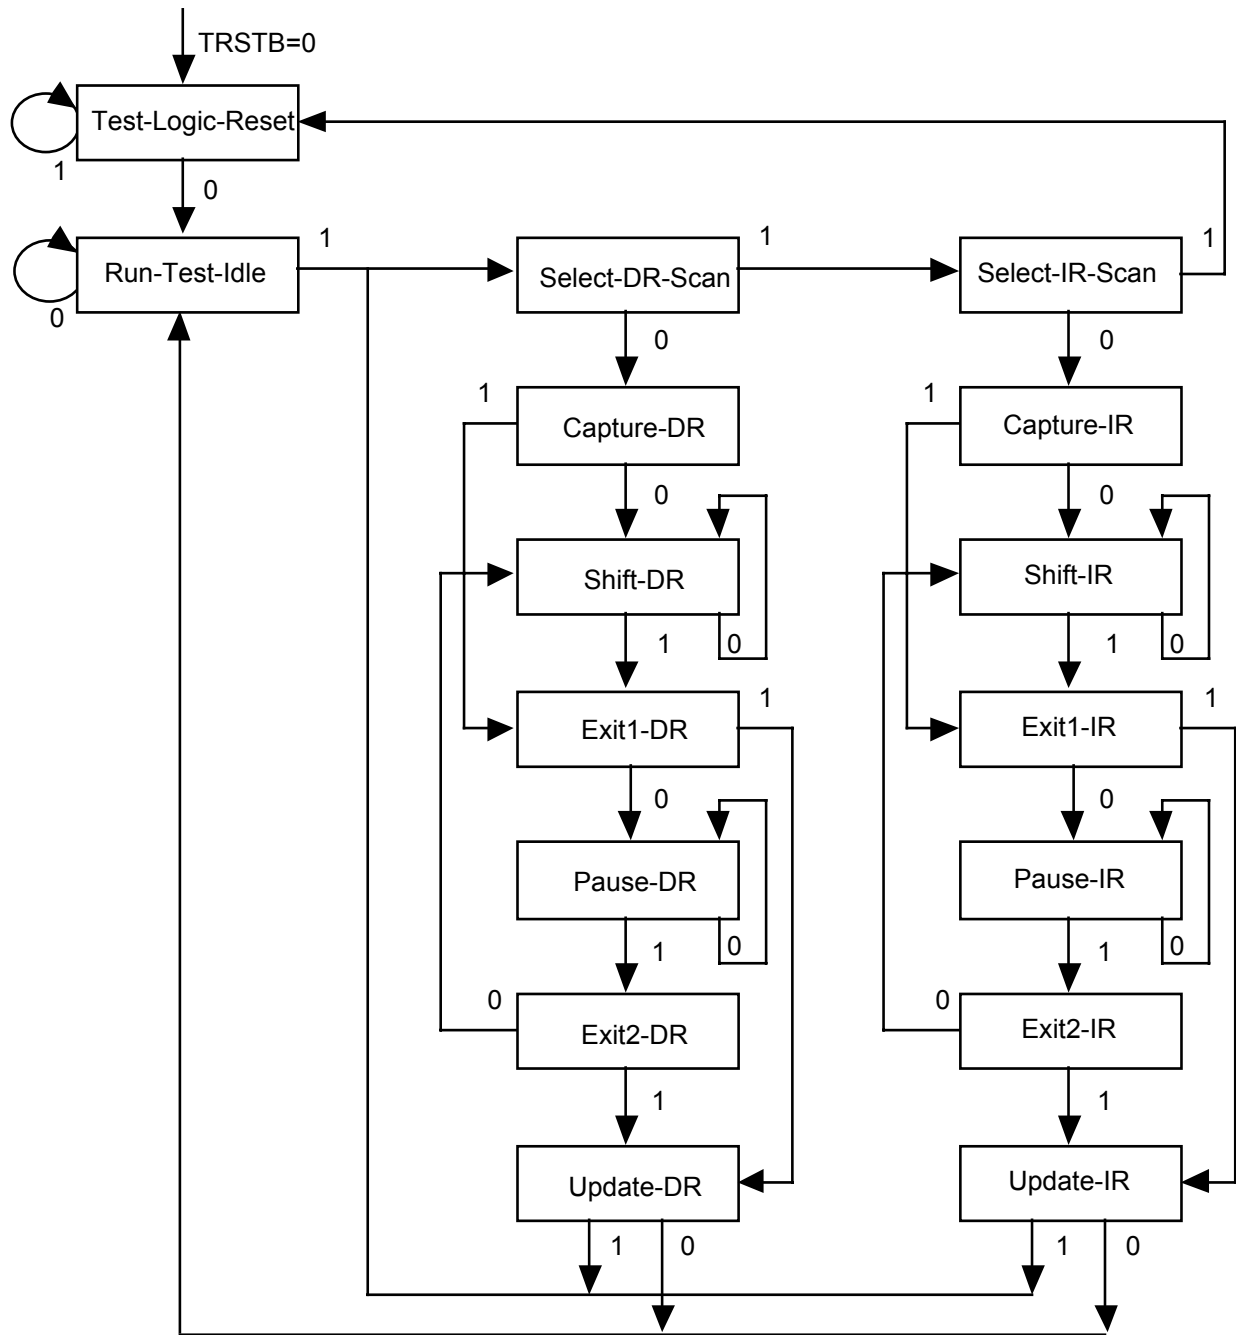 TRSTB=0
Test-Logic-Reset
1
0
Run-Test-Idle
1
0
Select-DR-Scan
1
Select-IR-Scan
1
0
0
1
Capture-DR
1
Capture-IR
0
0
Shift-DR
Shift-IR
1
0
1
0
Exit1-DR
1
Exit1-IR
1
0
0
Pause-DR
Pause-IR
1
0
1
0
0
Exit2-DR
0
Exit2-IR
1
1
Update-DR
Update-IR
1
0
1
0